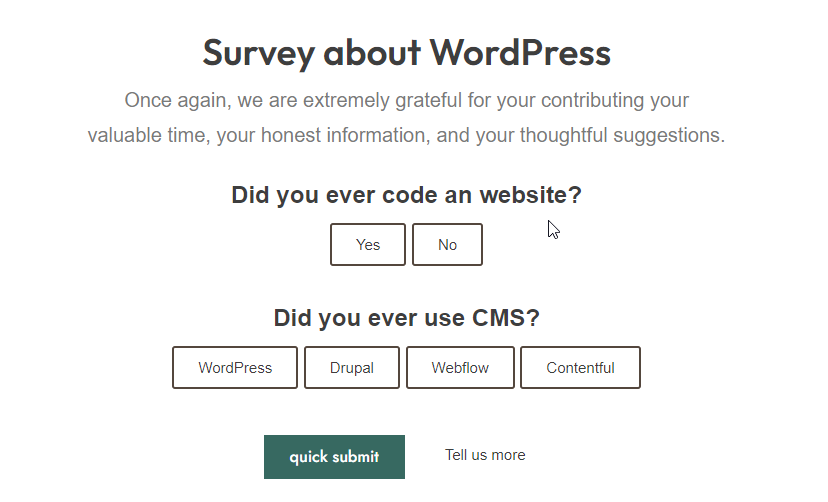 Survey about WordPress
Once again, we are extremely grateful for your contributing your
valuable time, your honest information, and your thoughtful suggestions.
Did you ever code an website?
Yes No
Did you ever use CMS?
WordPress Drupal Webflow Contentful
quick submit Tell us more